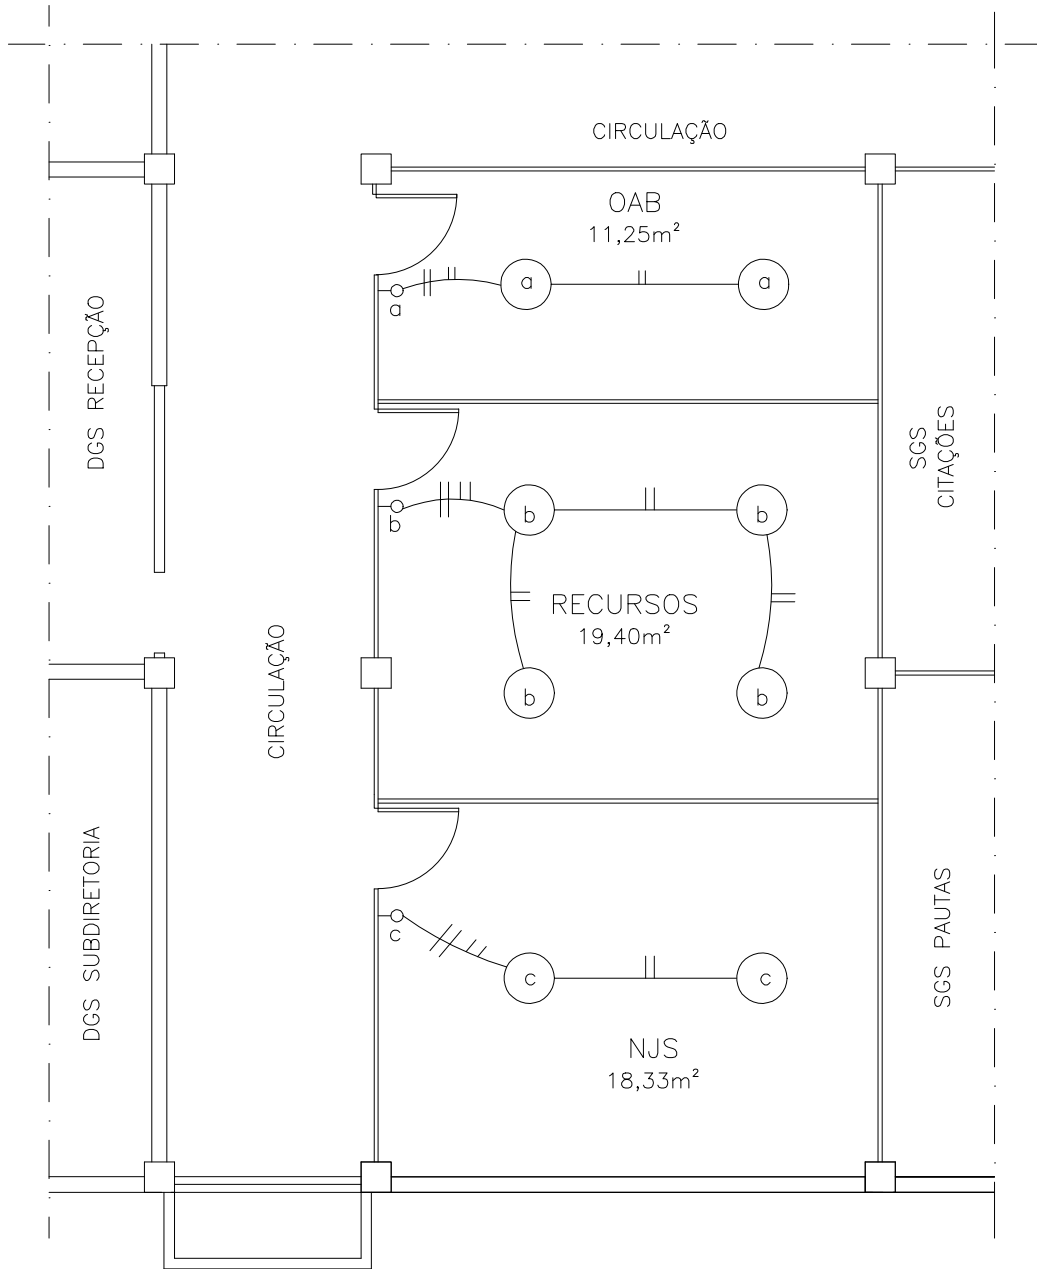 CIRCULAÇÃO
OAB
11,25m²
a
a
a
DGS RECEPÇÃO
SGS
CITAÇÕES
b
b
b
RECURSOS
19,40m²
b
b
CIRCULAÇÃO
DGS SUBDIRETORIA
SGS PAUTAS
c
c
c
NJS
18,33m²